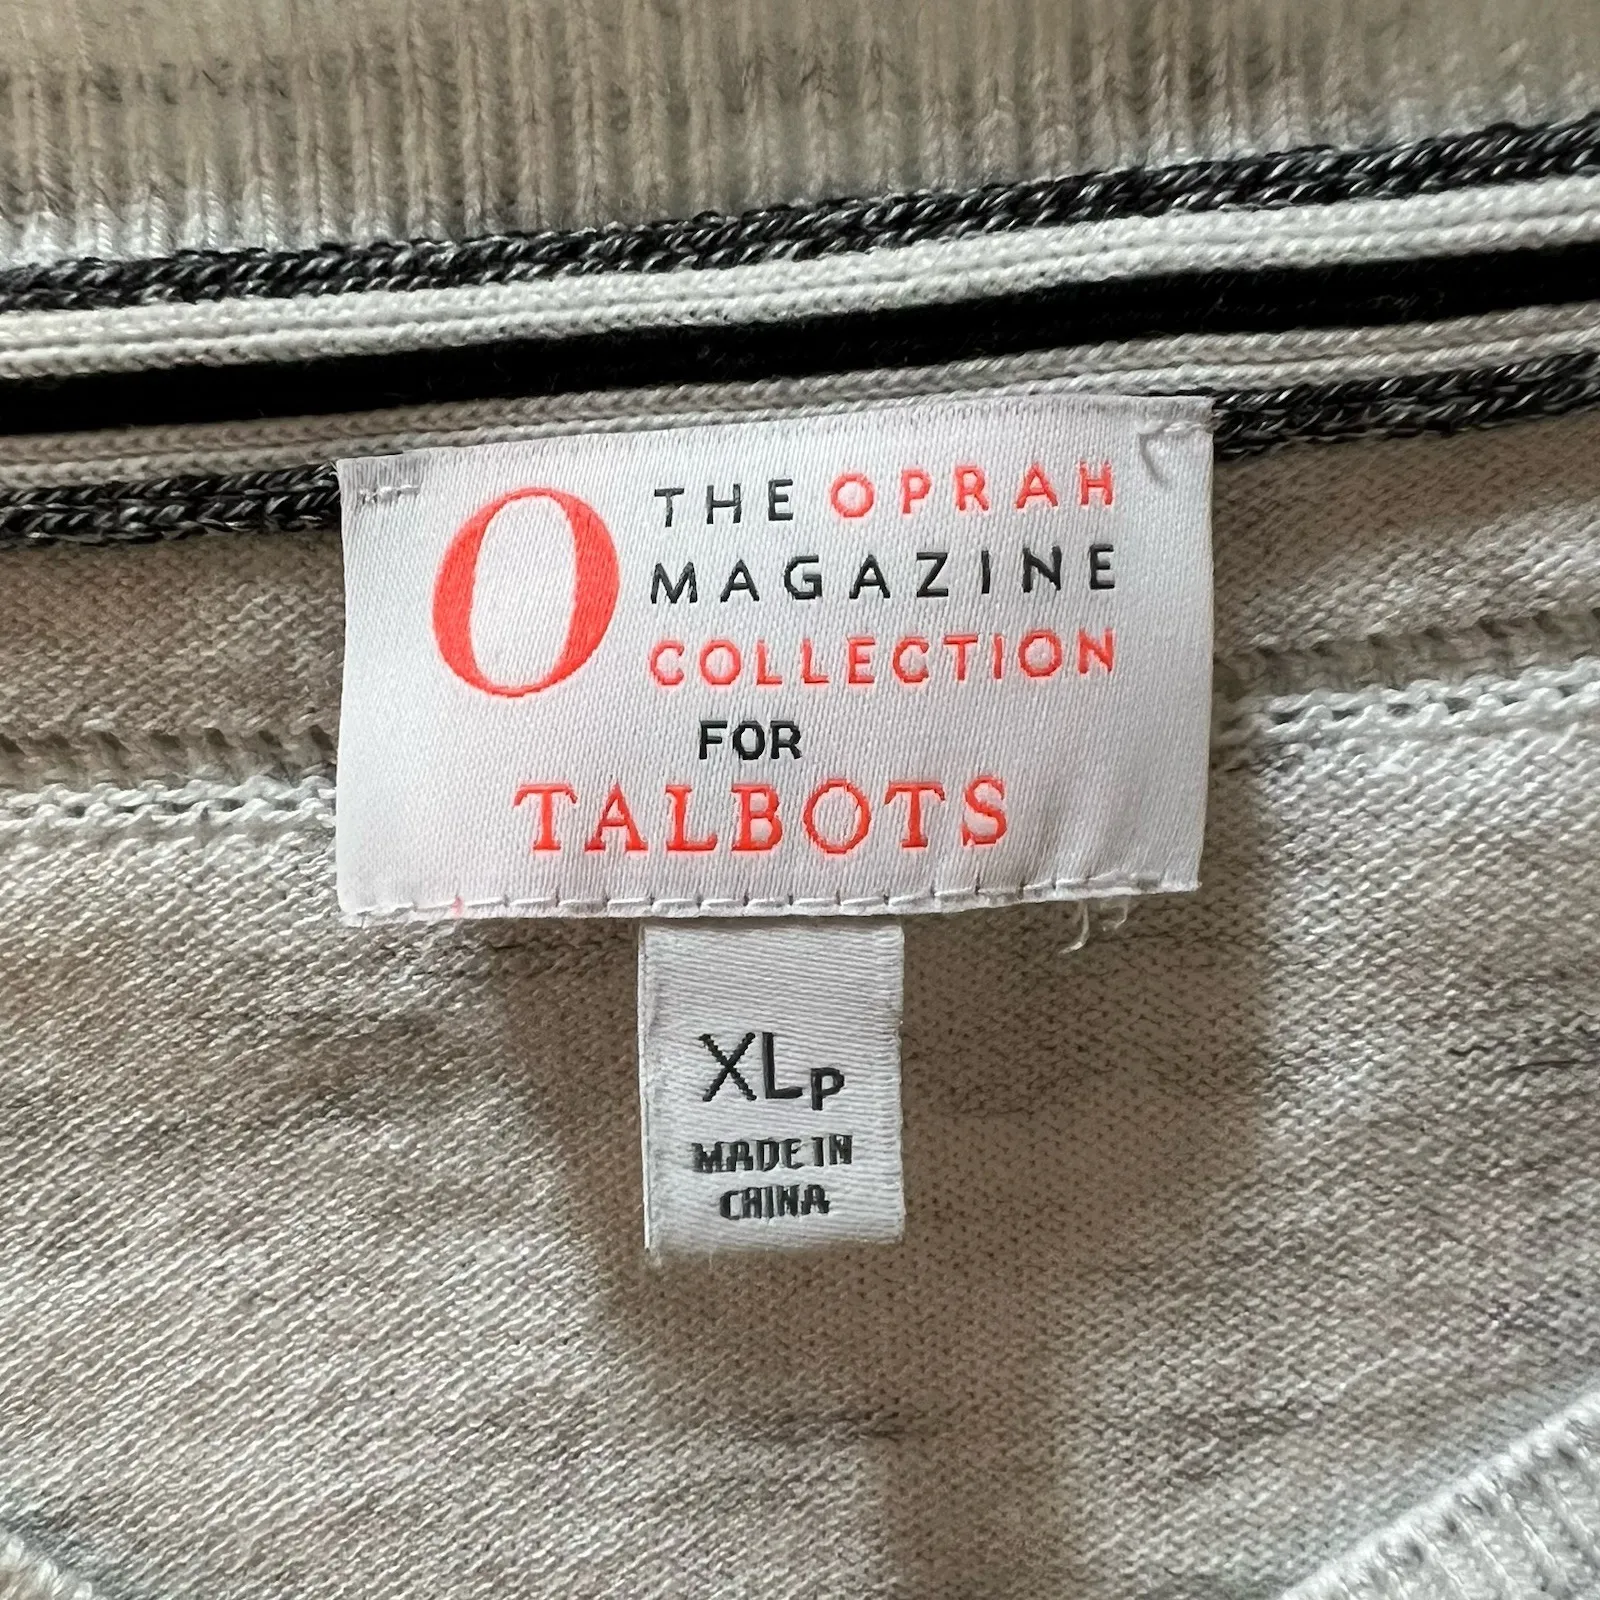 O THE OPRAH
MAGAZINE
COLLECTION
FOR
TALBOTS
XLP
MADE IN
CHINA